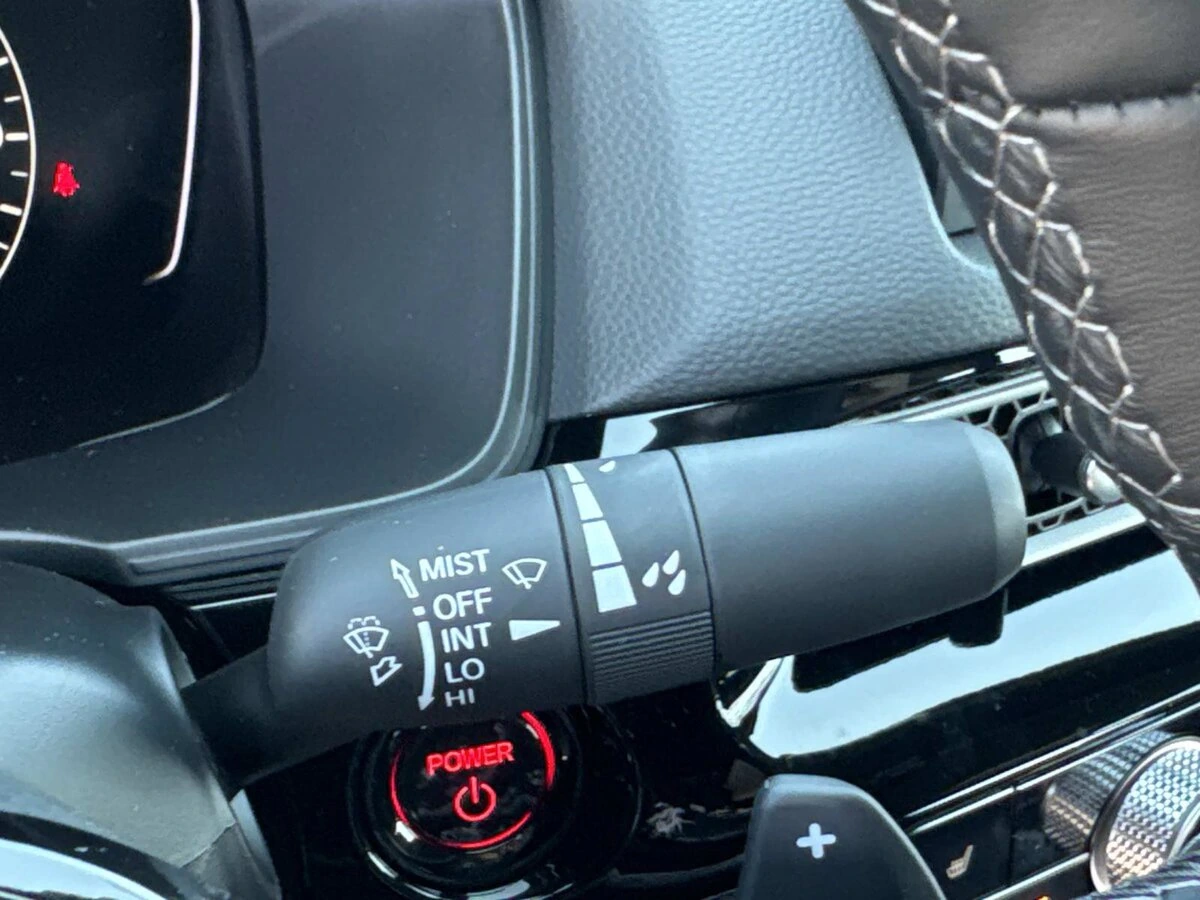 MIST
OFF
INT
LO
HI
POWER
+